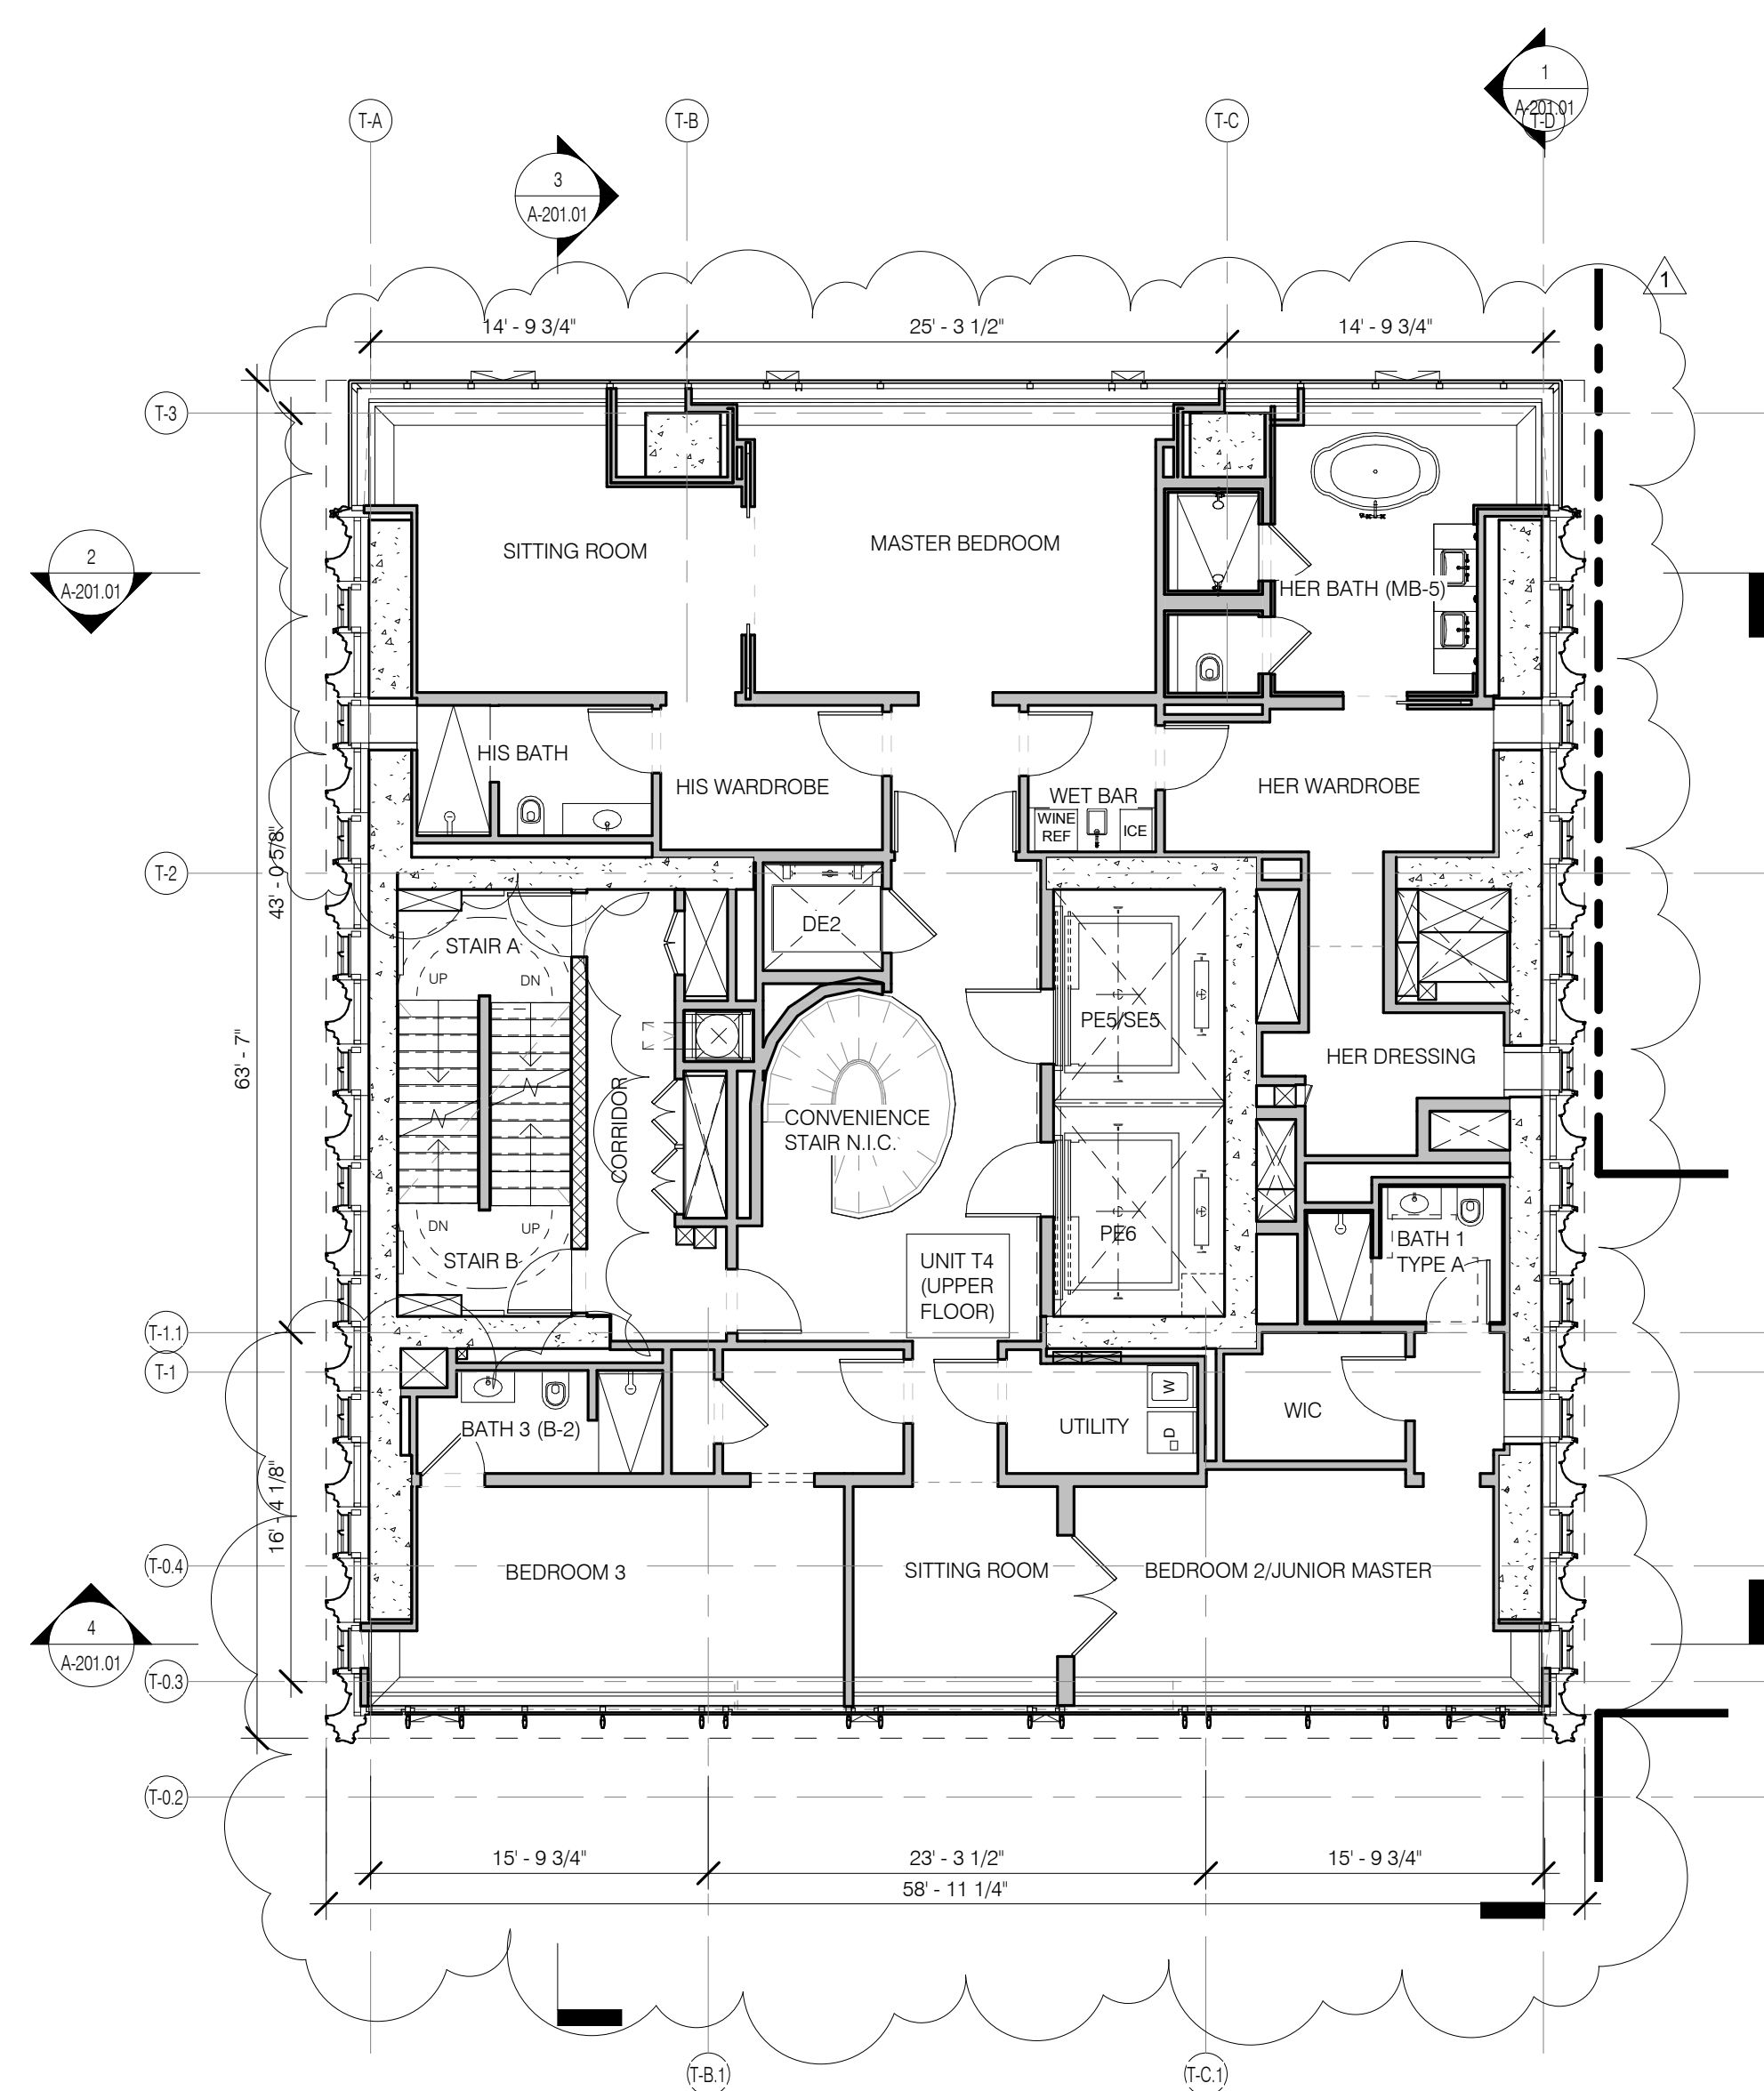 1
A-201.01
T-A
T-B
T-C
T-D
3
A-201.01
1
14' - 9 3/4"
25' - 3 1/2"
14' - 9 3/4"
T-3
2
A-201.01
SITTING ROOM
MASTER BEDROOM
HER BATH (MB-5)
HIS BATH
HIS WARDROBE
WET BAR
WINE
REF
ICE
HER WARDROBE
43' - 0 5/8"
T-2
DE2
STAIR A
UP
DN
63' - 7"
PE5/SE5
HER DRESSING
CORRIDOR
CONVENIENCE
STAIR N.I.C.
DN
UP
STAIR B
PE6
BATH 1
TYPE A
UNIT T4
(UPPER
FLOOR)
T-1.1
T-1
W
D
BATH 3 (B-2)
UTILITY
WIC
16' - 4 1/8"
T-0.4
BEDROOM 3
SITTING ROOM
BEDROOM 2/JUNIOR MASTER
4
A-201.01
T-0.3
T-0.2
15' - 9 3/4"
23' - 3 1/2"
15' - 9 3/4"
58' - 11 1/4"
T-B.1
T-C.1